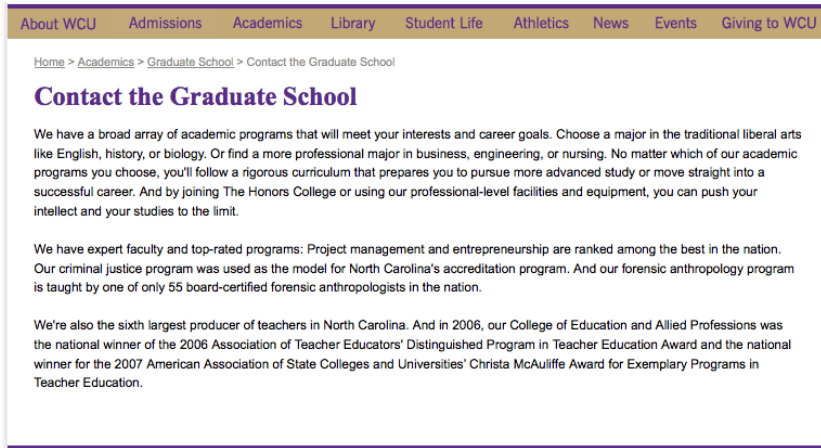 About WCU Admissions Academics Library Student Life Athletics News Events Giving to WCU
Home > Academics > Graduate School > Contact the Graduate School
Contact the Graduate School
We have a broad array of academic programs that will meet your interests and career goals. Choose a major in the traditional liberal arts
like English, history, or biology. Or find a more professional major in business, engineering, or nursing. No matter which of our academic
programs you choose, you'll follow a rigorous curriculum that prepares you to pursue more advanced study or move straight into a
successful career. And by joining The Honors College or using our professional-level facilities and equipment, you can push your
intellect and your studies to the limit.
We have expert faculty and top-rated programs: Project management and entrepreneurship are ranked among the best in the nation.
Our criminal justice program was used as the model for North Carolina's accreditation program. And our forensic anthropology program
is taught by one of only 55 board-certified forensic anthropologists in the nation.
We're also the sixth largest producer of teachers in North Carolina. And in 2006, our College of Education and Allied Professions was
the national winner of the 2006 Association of Teacher Educators' Distinguished Program in Teacher Education Award and the national
winner for the 2007 American Association of State Colleges and Universities' Christa McAuliffe Award for Exemplary Programs in
Teacher Education.